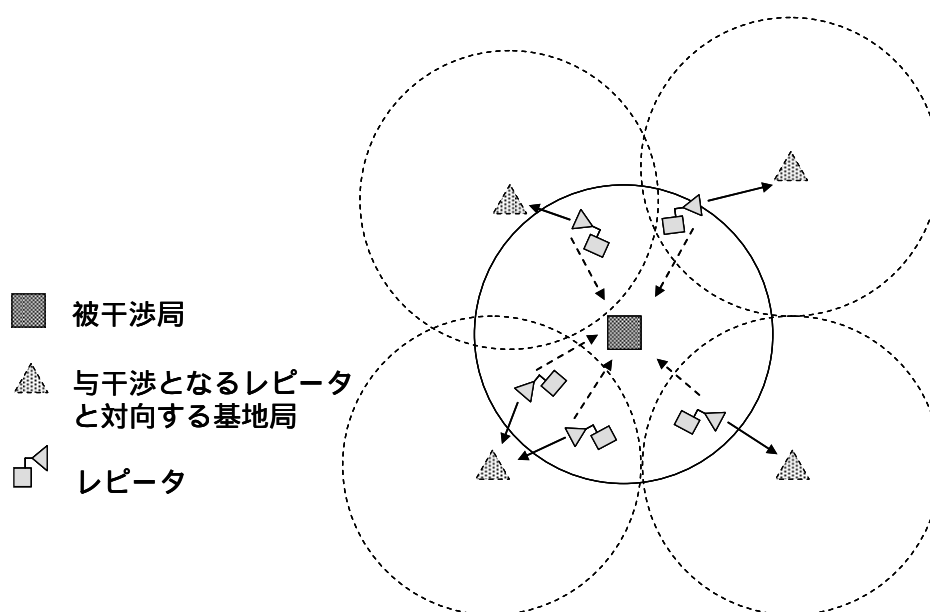 被干渉局
与干渉となるレピータ
と対向する基地局
レピータ